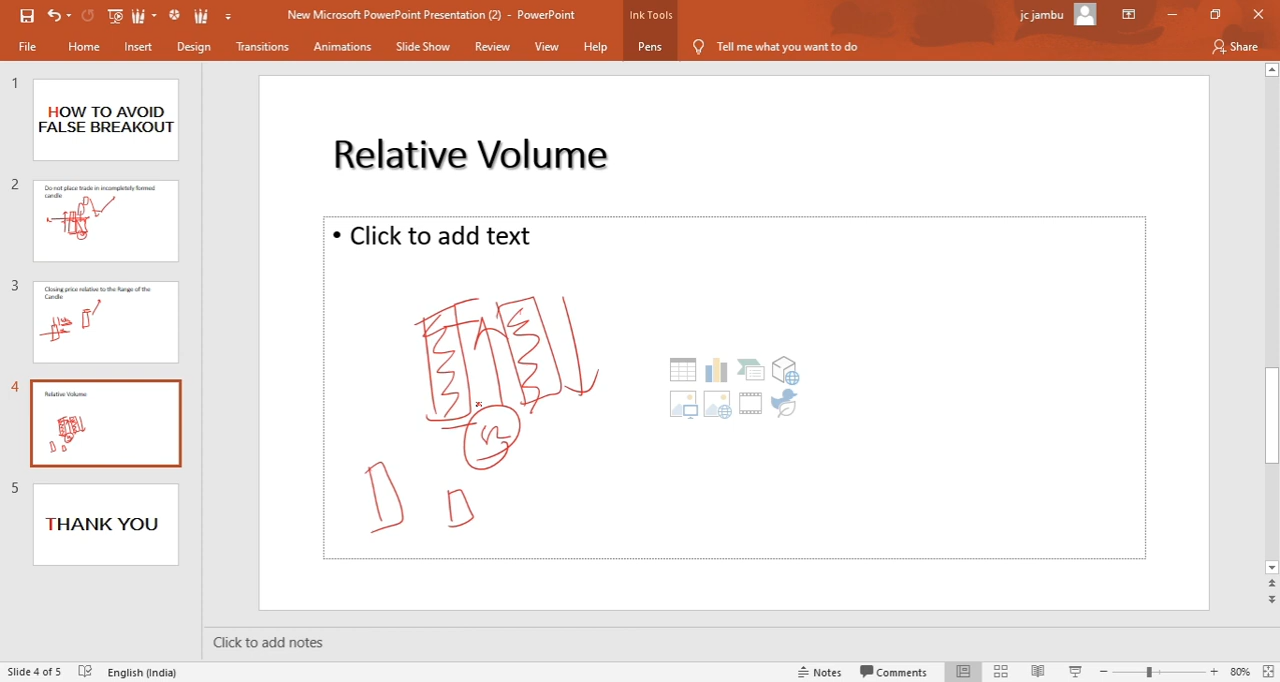 New Microsoft PowerPoint Presentation (2) - PowerPoint
Ink Tools
jc jambu
File
Home
Insert
Design
Transitions
Animations
Slide Show
Review
View
Help
Pens
Tell me what you want to do
Share
1
HOW TO AVOID
FALSE BREAKOUT
2
Do not place trade in incompletely formed
candle
3
Closing price relative to the Range of the
Candle
4
Relative Volume
5
THANK YOU
Relative Volume
• Click to add text
Click to add notes
Slide 4 of 5
English (India)
Notes
Comments
80%